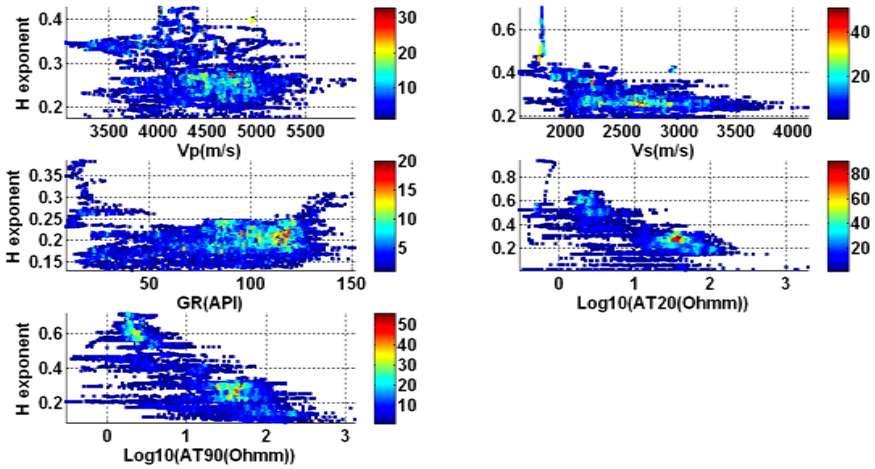 H exponent
0.4
0.3
0.2
3500 4000 4500 5000 5500
Vp(m/s)
30
20
10
0.6
0.4
0.2
2000 2500 3000 3500 4000
Vs(m/s)
40
20
H exponent
0.35
0.3
0.25
0.2
0.15
50 100 150
GR(API)
20
15
10
5
0.8
0.6
0.4
0.2
0 1 2 3
Log10(AT20(Ohmm))
80
60
40
20
H exponent
0.6
0.4
0.2
0 1 2 3
Log10(AT90(Ohmm))
50
40
30
20
10